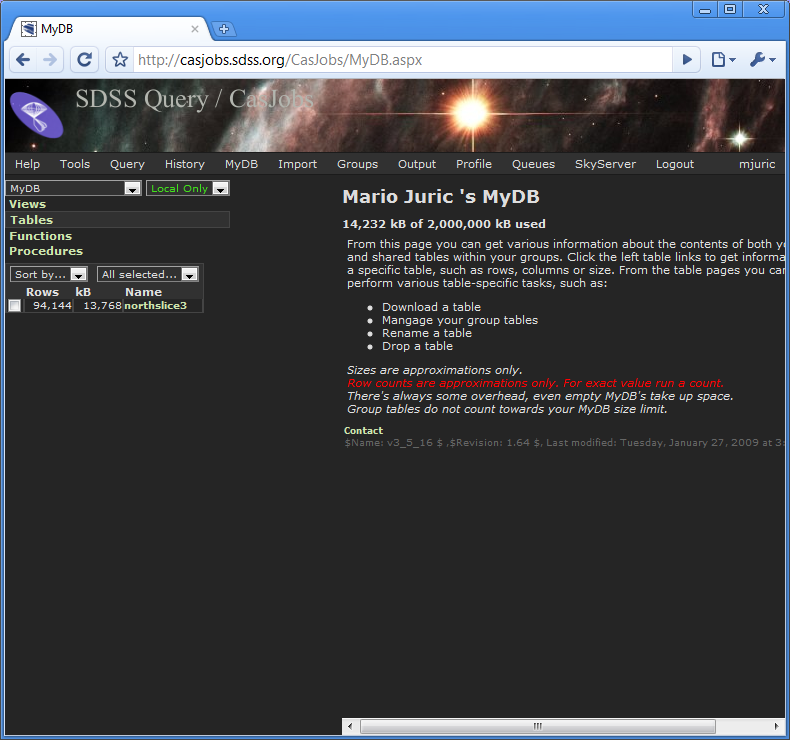 MyDB
http://casjobs.sdss.org/CasJobs/MyDB.aspx
SDSS Query / CasJobs
Help Tools Query History MyDB Import Groups Output Profile Queues SkyServer Logout mjuric
MyDB Local Only
Views
Tables
Functions
Procedures
Sort by... All selected...
Rows kB Name
94,144 13,768 northslice3
Mario Juric 's MyDB
14,232 kB of 2,000,000 kB used
From this page you can get various information about the contents of both
and shared tables within your groups. Click the left table links to get
a specific table, such as rows, columns or size. From the table pages you
perform various table-specific tasks, such as:
Download a table
Mangage your group tables
Rename a table
Drop a table
Sizes are approximations only.
Row counts are approximations only. For exact value run a count.
There's always some overhead, even empty MyDB's take up space.
Group tables do not count towards your MyDB size limit.
Contact
$Name: v3_5_16 $ ,$Revision: 1.64 $, Last modified: Tuesday, January 27, 2009 at